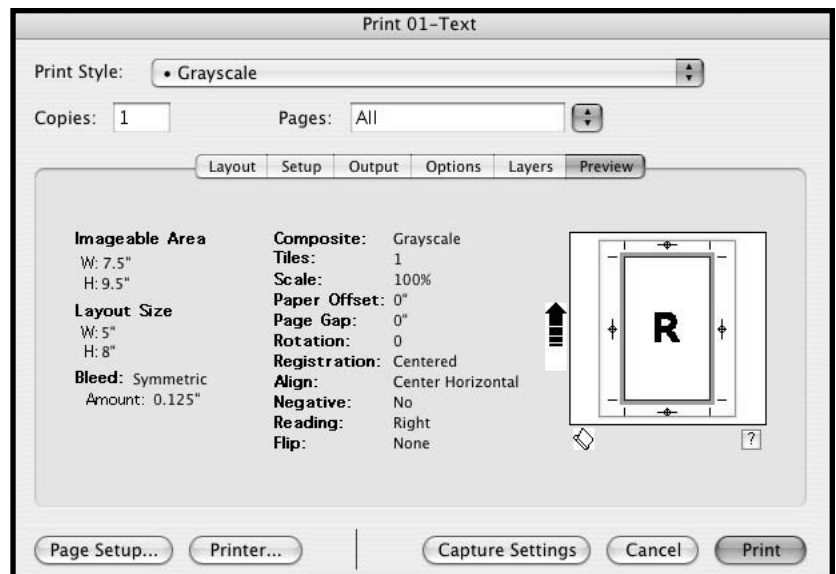 Print 01-Text
Print Style: • Grayscale
Copies: 1 Pages: All
Layout Setup Output Options Layers Preview
Imageable Area
W: 7.5"
H: 9.5"
Layout Size
W: 5"
H: 8"
Bleed: Symmetric
Amount: 0.125"
Composite: Grayscale
Tiles: 1
Scale: 100%
Paper Offset: 0"
Page Gap: 0"
Rotation: 0
Registration: Centered
Align: Center Horizontal
Negative: No
Reading: Right
Flip: None
R
?
Page Setup... Printer... Capture Settings Cancel Print